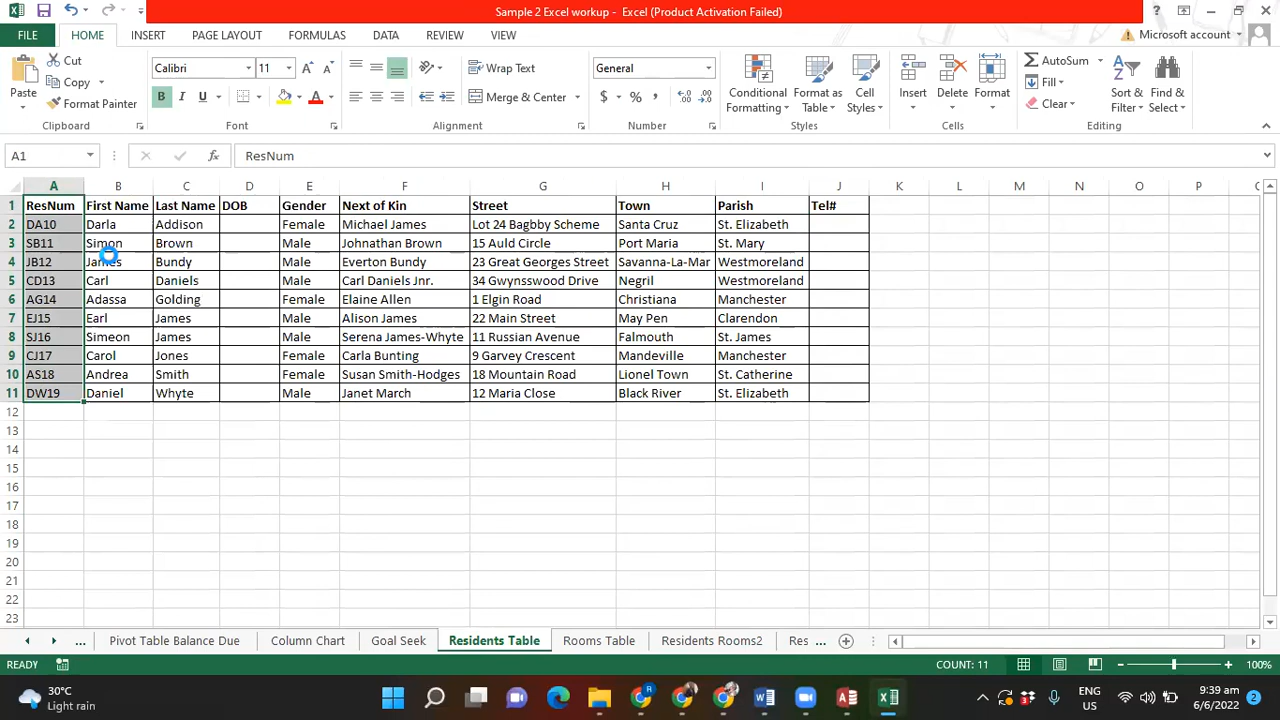 Sample 2 Excel workup - Excel (Product Activation Failed)
FILE HOME INSERT PAGE LAYOUT FORMULAS DATA REVIEW VIEW Microsoft account
Paste Cut Copy Format Painter Clipboard
Calibri 11 B I U Font
Wrap Text Merge & Center Alignment
General $ % , Number
Conditional Formatting Format as Table Cell Styles Styles
Insert Delete Format Cells
AutoSum Fill Clear Sort & Filter Find & Select Editing
A1 fx ResNum
A B C D E F G H I J K L M N O P
1 ResNum First Name Last Name DOB Gender Next of Kin Street Town Parish Tel#
2 DA10 Darla Addison Female Michael James Lot 24 Bagbby Scheme Santa Cruz St. Elizabeth
3 SB11 Simon Brown Male Johnathan Brown 15 Auld Circle Port Maria St. Mary
4 JB12 James Bundy Male Everton Bundy 23 Great Georges Street Savanna-La-Mar Westmoreland
5 CD13 Carl Daniels Male Carl Daniels Jnr. 34 Gwynsswood Drive Negril Westmoreland
6 AG14 Adassa Golding Female Elaine Allen 1 Elgin Road Christiana Manchester
7 EJ15 Earl James Male Alison James 22 Main Street May Pen Clarendon
8 SJ16 Simeon James Male Serena James-Whyte 11 Russian Avenue Falmouth St. James
9 CJ17 Carol Jones Female Carla Bunting 9 Garvey Crescent Mandeville Manchester
10 AS18 Andrea Smith Female Susan Smith-Hodges 18 Mountain Road Lionel Town St. Catherine
11 DW19 Daniel Whyte Male Janet March 12 Maria Close Black River St. Elizabeth
12
13
14
15
16
17
18
19
20
21
22
23
... Pivot Table Balance Due Column Chart Goal Seek Residents Table Rooms Table Residents Rooms2 Res ...
READY COUNT: 11 100%
30°C Light rain ENG US 9:39 am 6/6/2022 2